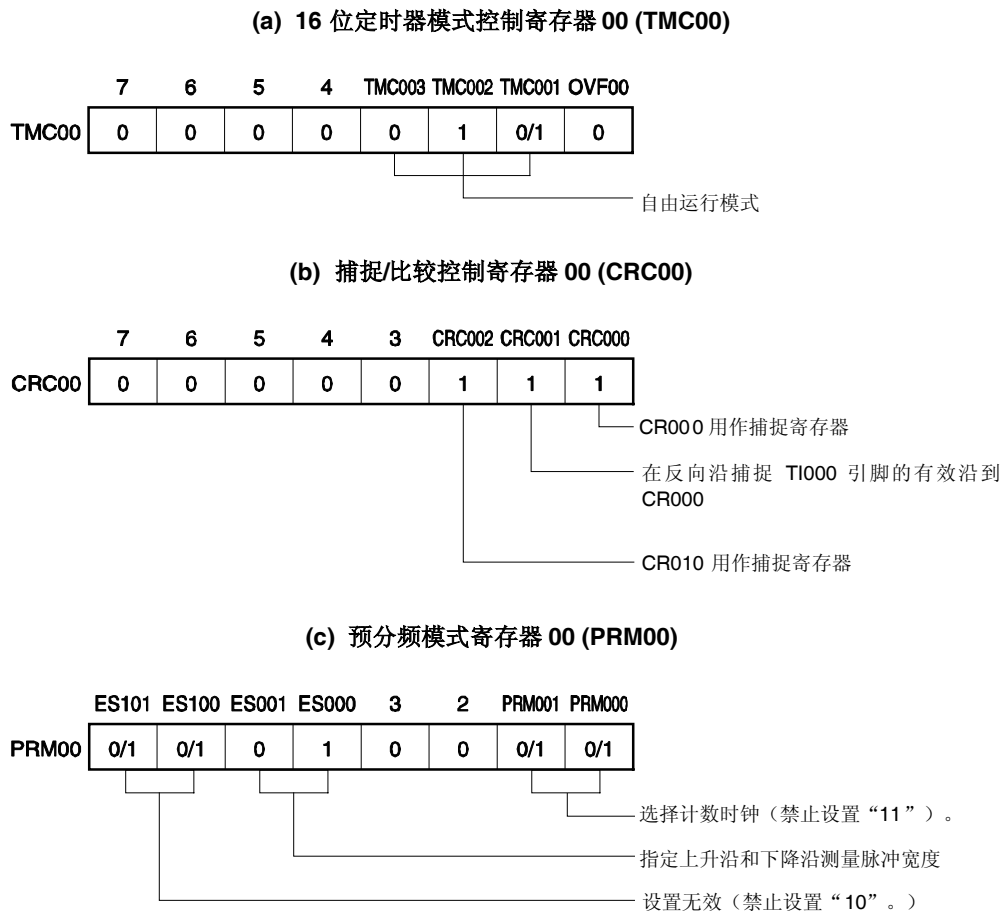 (a) 16 位定时器模式控制寄存器 00 (TMC00)
7 6 5 4 TMC003 TMC002 TMC001 OVF00
TMC00 0 0 0 0 0 1 0/1 0
自由运行模式
(b) 捕捉/比较控制寄存器 00 (CRC00)
7 6 5 4 3 CRC002 CRC001 CRC000
CRC00 0 0 0 0 0 1 1 1
CR000 用作捕捉寄存器
在反向沿捕捉 TI000 引脚的有效沿到
CR000
CR010 用作捕捉寄存器
(c) 预分频模式寄存器 00 (PRM00)
ES101 ES100 ES001 ES000 3 2 PRM001 PRM000
PRM00 0/1 0/1 0 1 0 0 0/1 0/1
选择计数时钟（禁止设置“11”）。
指定上升沿和下降沿测量脉冲宽度
设置无效（禁止设置“10”。）